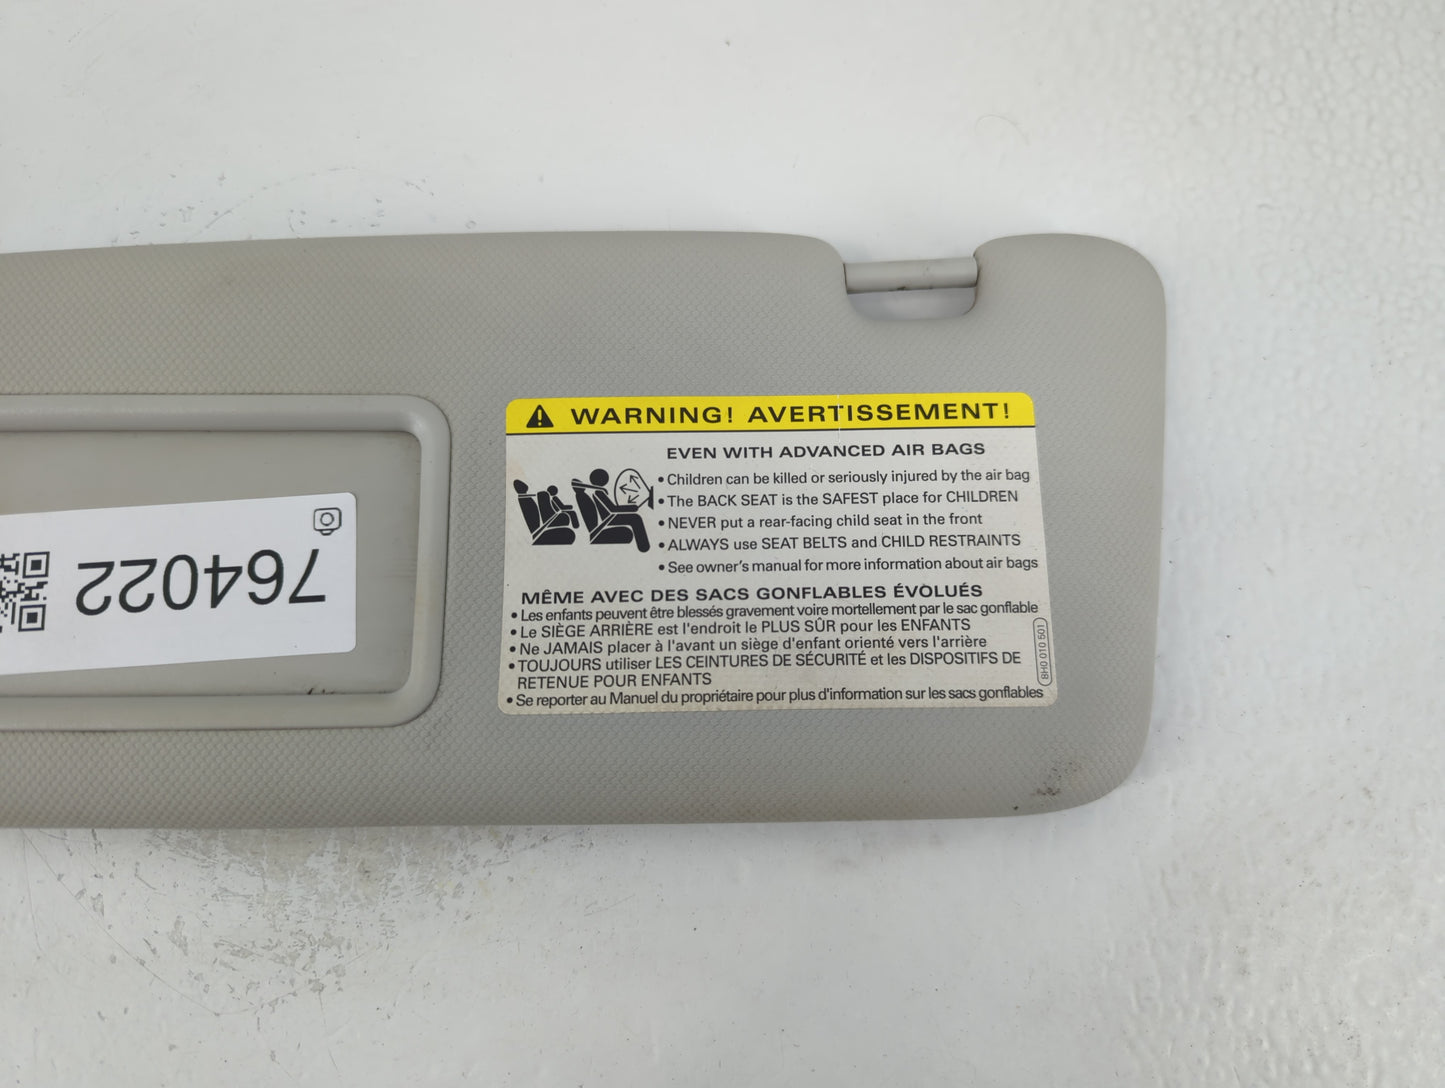 WARNING! AVERTISSEMENT!
EVEN WITH ADVANCED AIR BAGS
• Children can be killed or seriously injured by the air bag
• The BACK SEAT is the SAFEST place for CHILDREN
• NEVER put a rear-facing child seat in the front
• ALWAYS use SEAT BELTS and CHILD RESTRAINTS
• See owner's manual for more information about air bags
MÊME AVEC DES SACS GONFLABLES ÉVOLUÉS
• Les enfants peuvent être blessés gravement voire mortellement par le sac gonflable
• Le SIÈGE ARRIÈRE est l'endroit le PLUS SÛR pour les ENFANTS
• Ne JAMAIS placer à l'avant un siège d'enfant orienté vers l'arrière
• TOUJOURS utiliser LES CEINTURES DE SÉCURITÉ et les DISPOSITIFS DE
RETENUE POUR ENFANTS
• Se reporter au Manuel du propriétaire pour plus d'information sur les sacs gonflables
8H0 010 501
764022